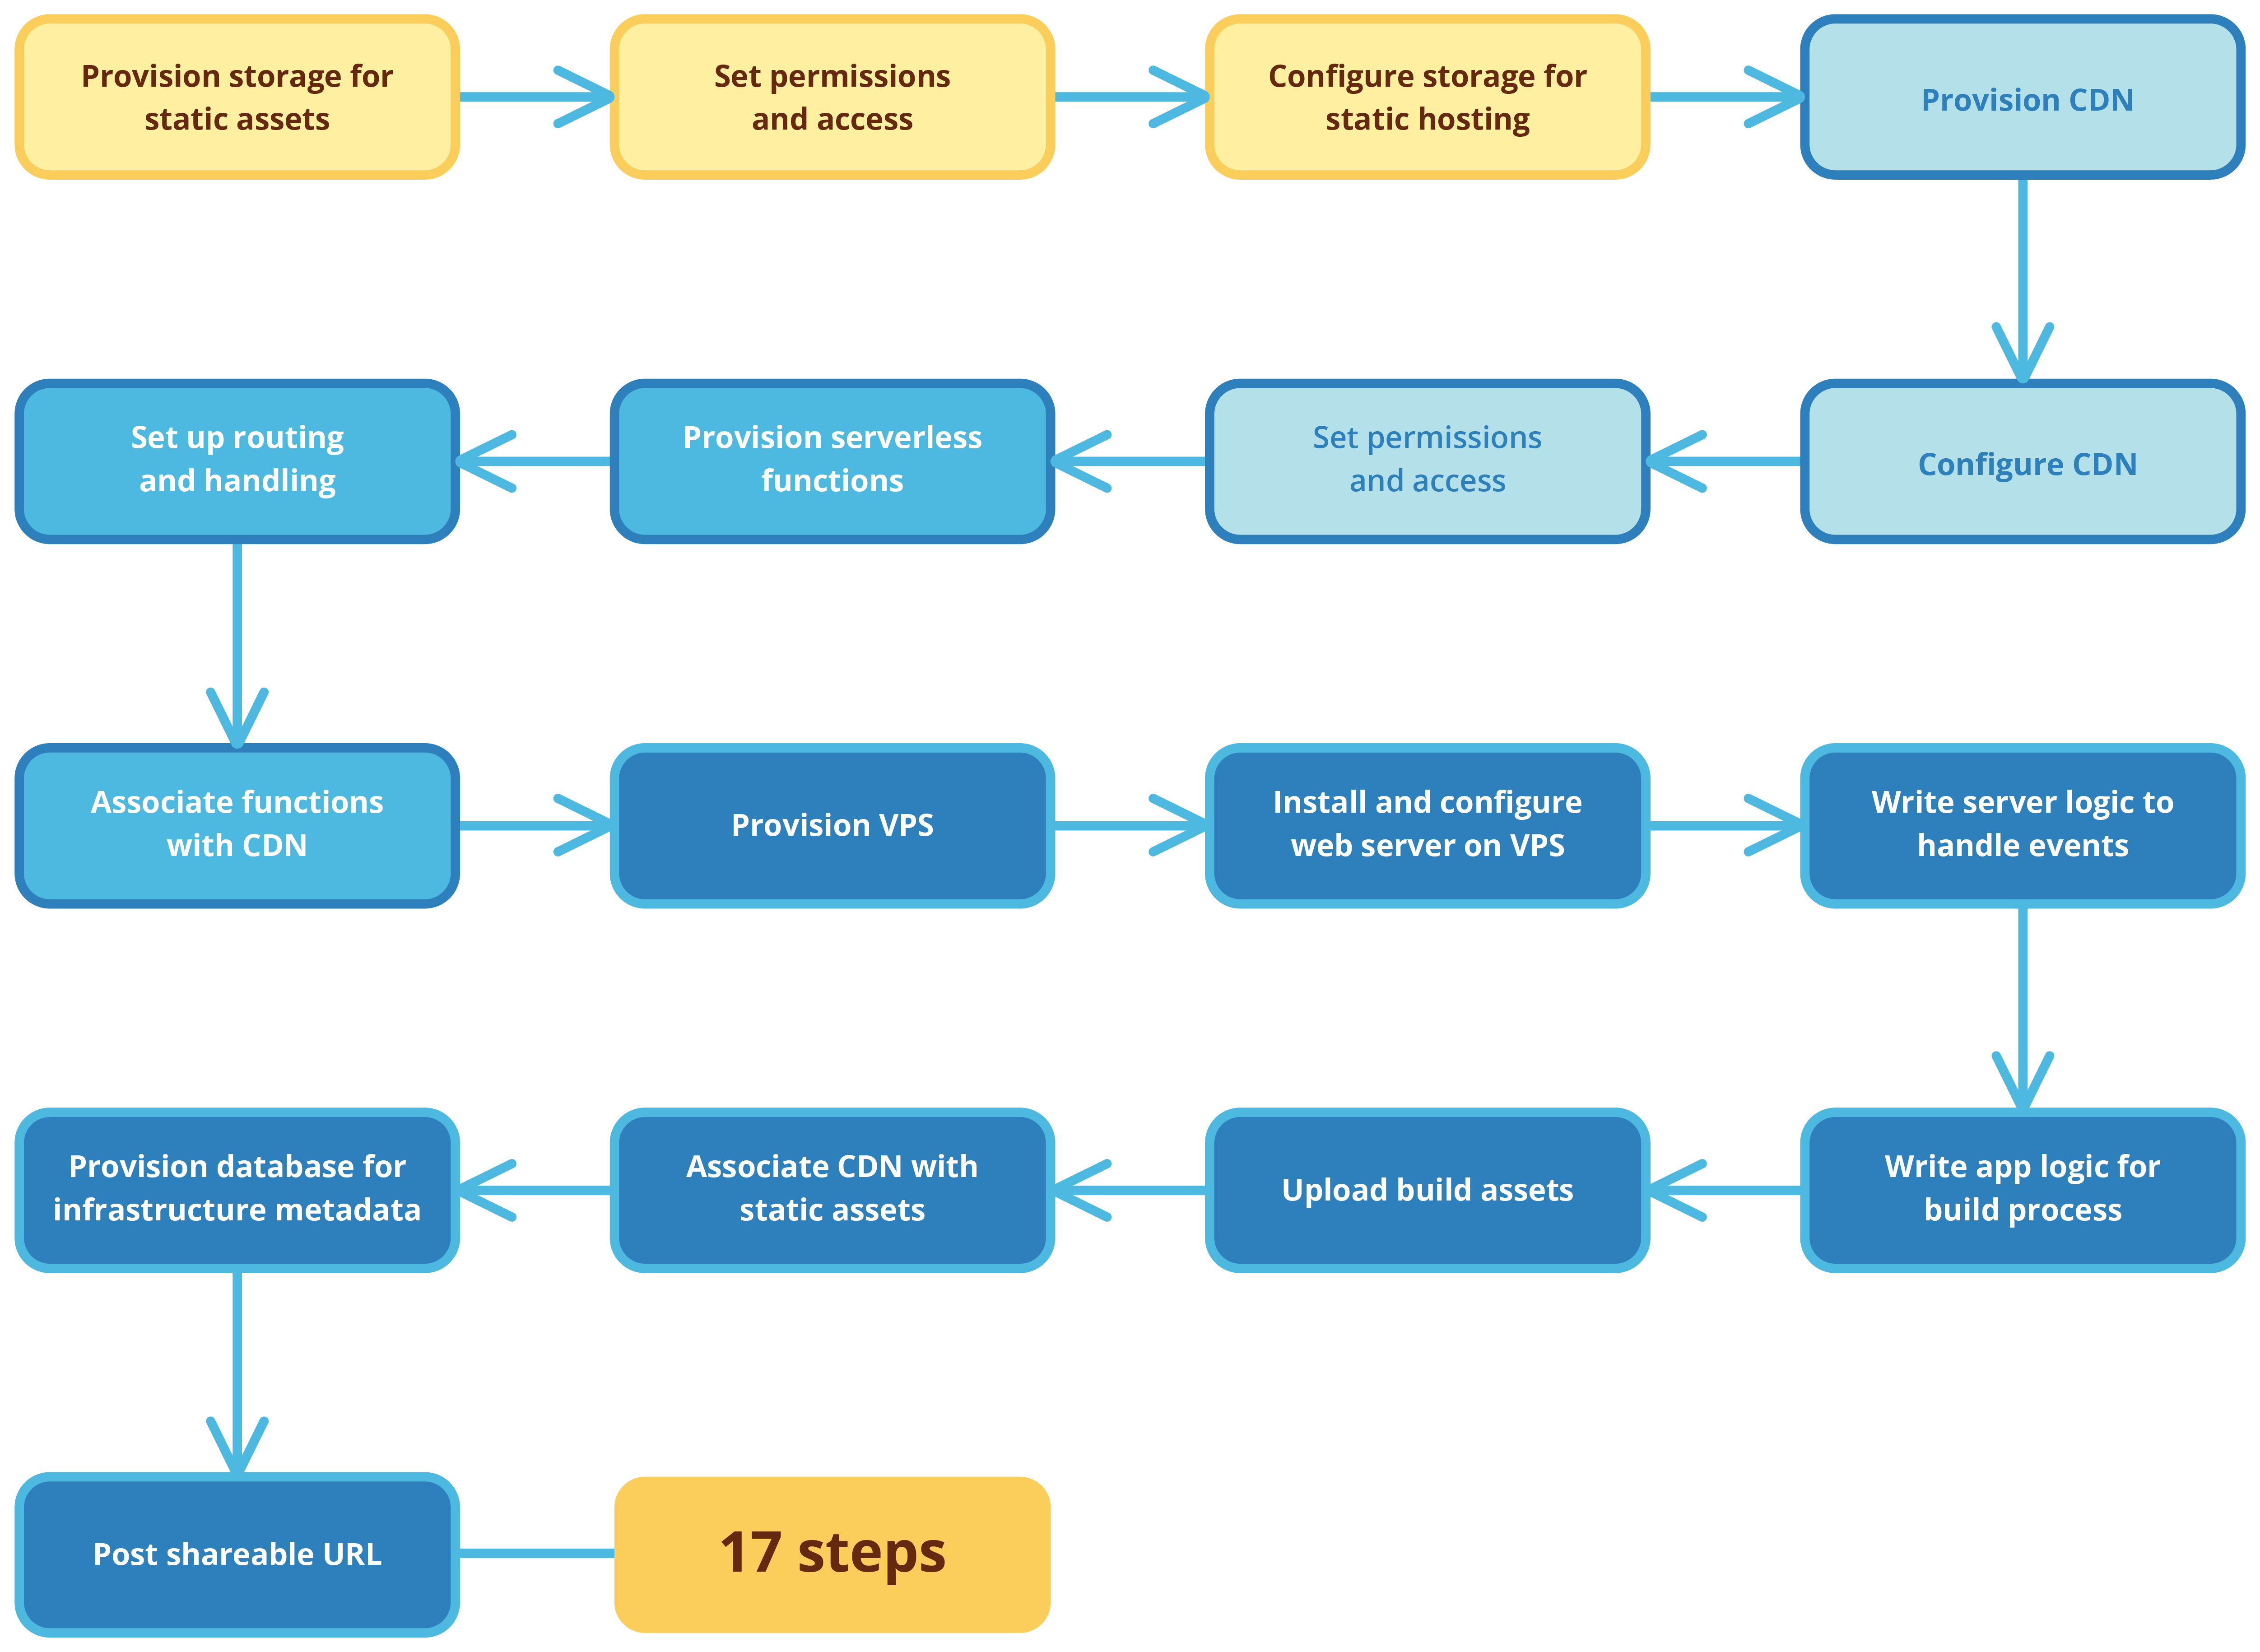 Provision storage for
static assets
Set permissions
and access
Configure storage for
static hosting
Provision CDN
Configure CDN
Set permissions
and access
Provision serverless
functions
Set up routing
and handling
Associate functions
with CDN
Provision VPS
Install and configure
web server on VPS
Write server logic to
handle events
Write app logic for
build process
Upload build assets
Associate CDN with
static assets
Provision database for
infrastructure metadata
Post shareable URL
17 steps